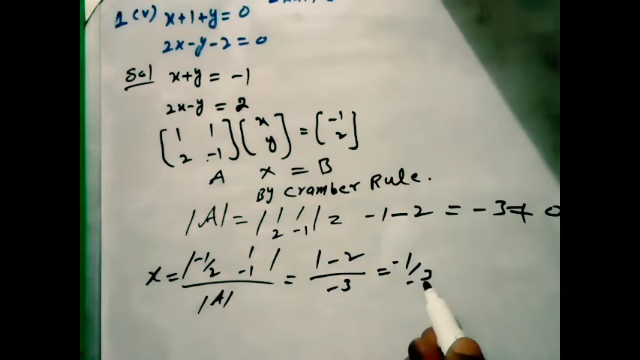 1(v) x+1+y=0
2x-y-2=0
Sol x+y = -1
2x-y = 2
(1 1 2 -1)(x y) = (-1 2)
A x = B
By Cramber Rule.
|A| = |1 1 2 -1| = -1-2 = -3 ≠ 0
x = |-1 1 2 -1| / |A| = 1-2 / -3 = -1/-3